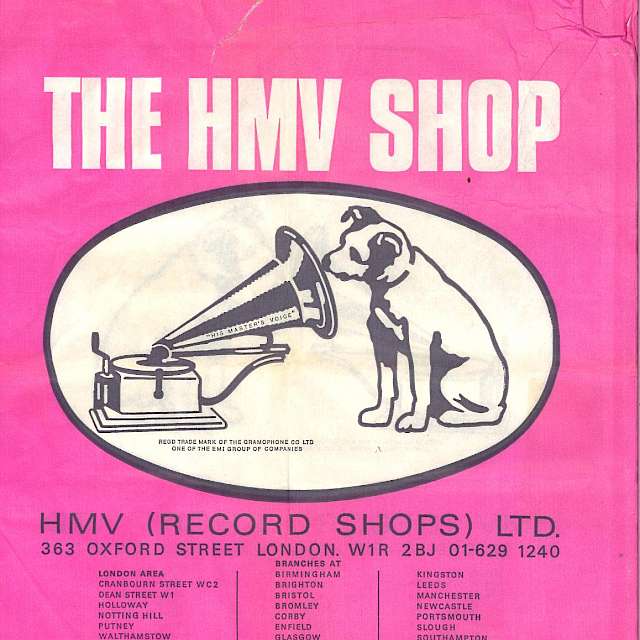 THE HMV SHOP
"HIS MASTER'S VOICE"
REGD TRADE MARK OF THE GRAMOPHONE CO LTD
ONE OF THE EMI GROUP OF COMPANIES
HMV (RECORD SHOPS) LTD.
363 OXFORD STREET LONDON. W1R 2BJ 01-629 1240
LONDON AREA
CRANBOURN STREET WC2
DEAN STREET W1
HOLLOWAY
NOTTING HILL
PUTNEY
WALTHAMSTOW
BRANCHES AT
BIRMINGHAM
BRIGHTON
BRISTOL
BROMLEY
CORBY
ENFIELD
GLASGOW
KINGSTON
LEEDS
MANCHESTER
NEWCASTLE
PORTSMOUTH
SLOUGH
SOUTHAMPTON